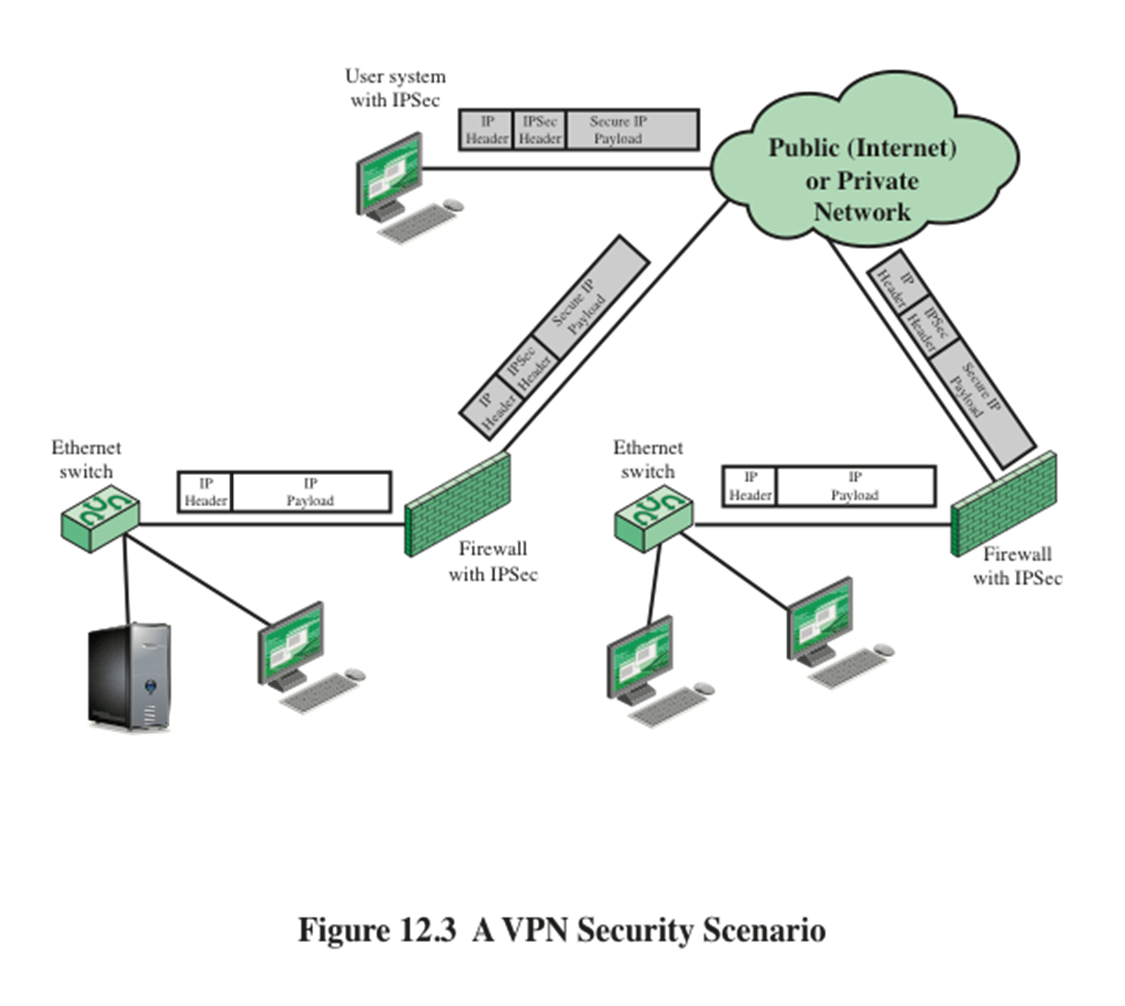 User system
with IPSec
IP
Header
IPSec
Header
Secure IP
Payload
Public (Internet)
or Private
Network
IP
Header
IPSec
Header
Secure IP
Payload
IP
Header
IPSec
Header
Secure IP
Payload
Ethernet
switch
IP
Header
IP
Payload
Firewall
with IPSec
Ethernet
switch
IP
Header
IP
Payload
Firewall
with IPSec
Figure 12.3 A VPN Security Scenario